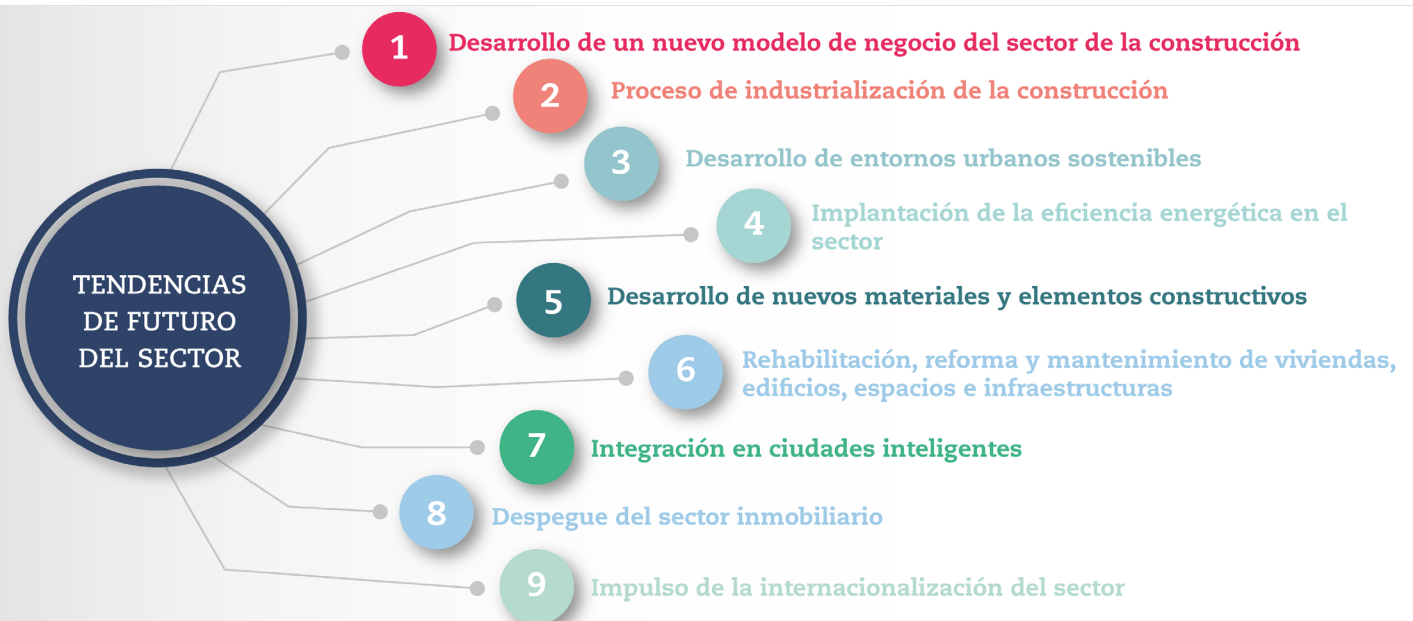 TENDENCIAS
DE FUTURO
DEL SECTOR
1 Desarrollo de un nuevo modelo de negocio del sector de la construcción
2 Proceso de industrialización de la construcción
3 Desarrollo de entornos urbanos sostenibles
4 Implantación de la eficiencia energética en el
sector
5 Desarrollo de nuevos materiales y elementos constructivos
6 Rehabilitación, reforma y mantenimiento de viviendas,
edificios, espacios e infraestructuras
7 Integración en ciudades inteligentes
8 Despegue del sector inmobiliario
9 Impulso de la internacionalización del sector